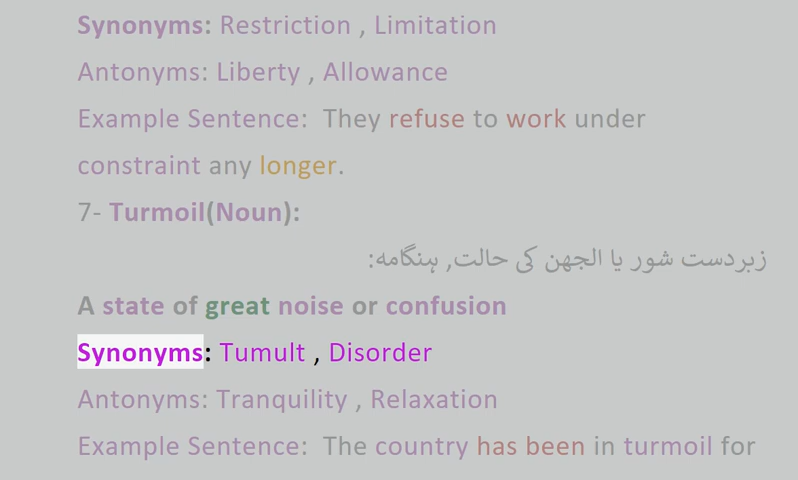 Synonyms: Restriction , Limitation
Antonyms: Liberty , Allowance
Example Sentence:  They refuse to work under
constraint any longer.
7- Turmoil(Noun):
زبردست شور یا الجھن کی حالت, ہنگامہ:
A state of great noise or confusion
Synonyms: Tumult , Disorder
Antonyms: Tranquility , Relaxation
Example Sentence:  The country has been in turmoil for